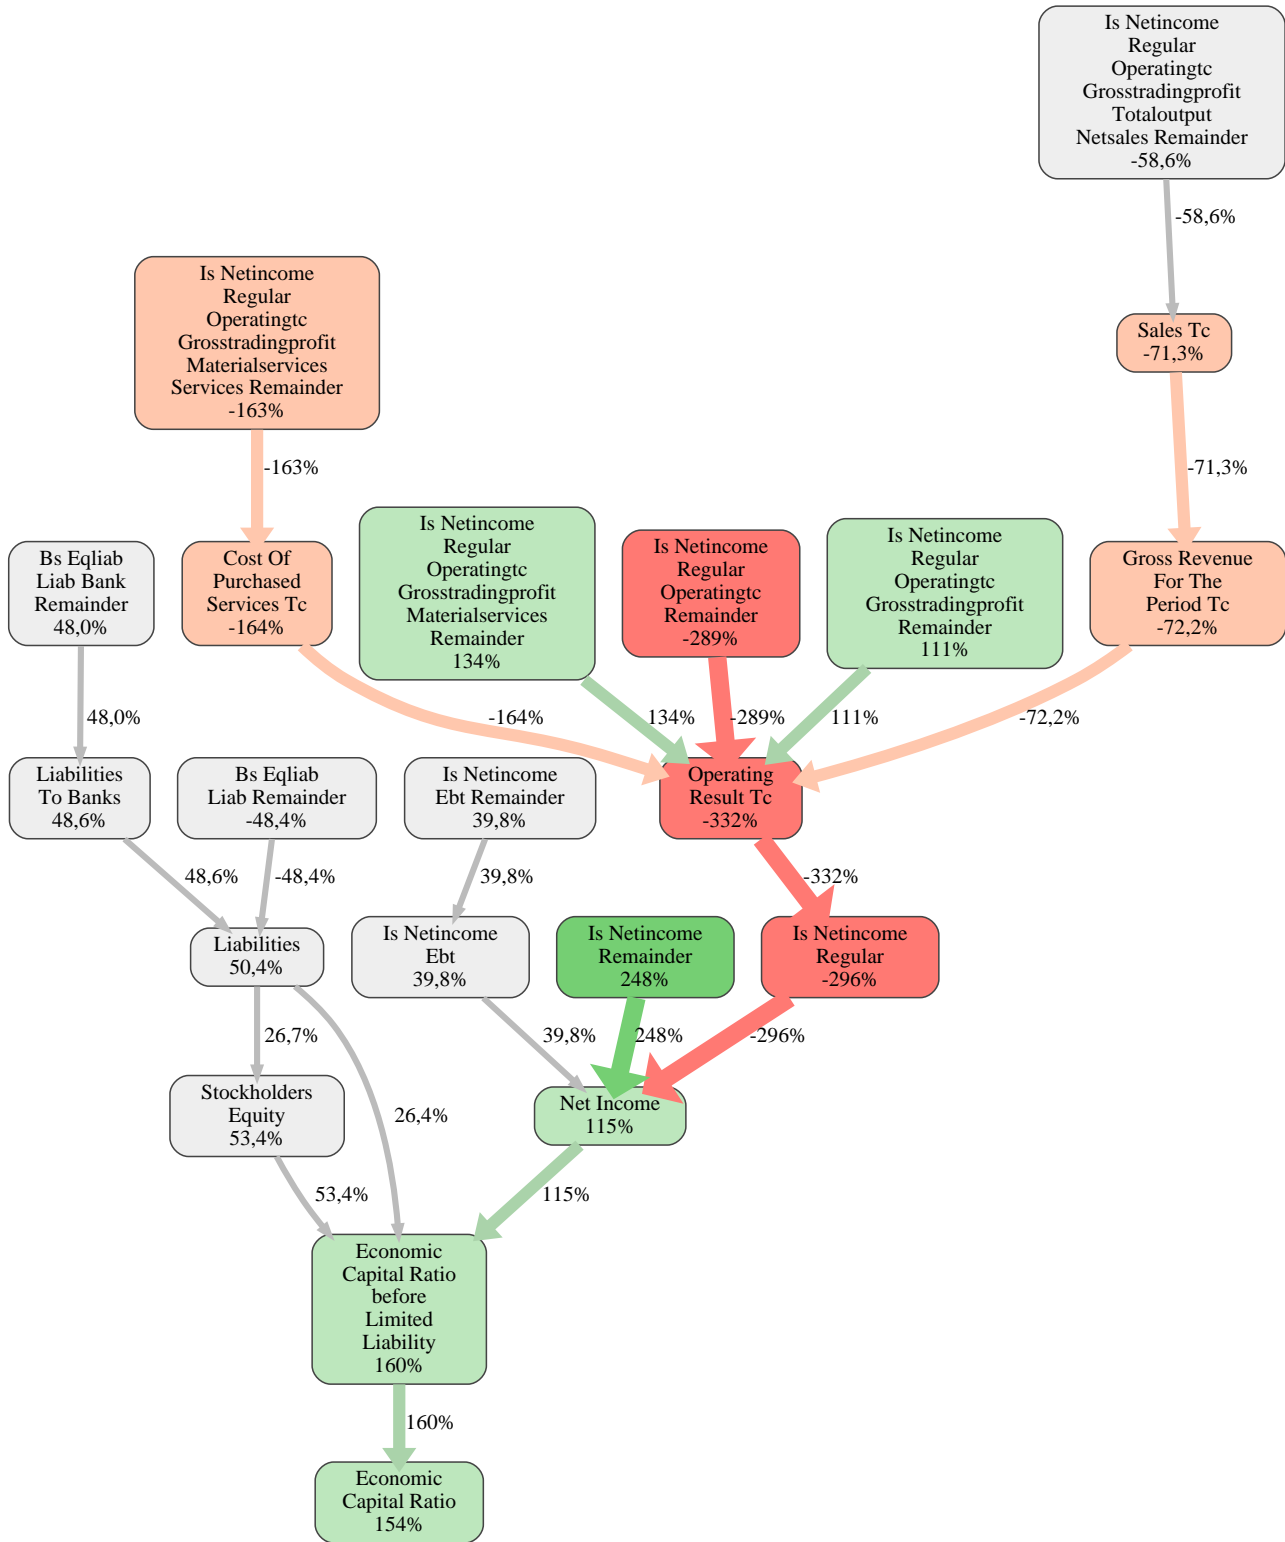 Is Netincome
Regular
Operatingtc
Grosstradingprofit
Totaloutput
Netsales Remainder
-58,6%
-58,6%
Is Netincome
Regular
Operatingtc
Grosstradingprofit
Materialservices
Services Remainder
-163%
Sales Tc
-71,3%
-163%
-71,3%
Bs Eqliab
Liab Bank
Remainder
48,0%
Cost Of
Purchased
Services Tc
-164%
Is Netincome
Regular
Operatingtc
Grosstradingprofit
Materialservices
Remainder
134%
Is Netincome
Regular
Operatingtc
Remainder
-289%
Is Netincome
Regular
Operatingtc
Grosstradingprofit
Remainder
111%
Gross Revenue
For The
Period Tc
-72,2%
48,0%
-164%
134%
-289%
111%
-72,2%
Liabilities
To Banks
48,6%
Bs Eqliab
Liab Remainder
-48,4%
Is Netincome
Ebt Remainder
39,8%
Operating
Result Tc
-332%
48,6%
-48,4%
39,8%
-332%
Liabilities
50,4%
Is Netincome
Ebt
39,8%
Is Netincome
Remainder
248%
Is Netincome
Regular
-296%
26,7%
39,8%
248%
-296%
Stockholders
Equity
53,4%
26,4%
Net Income
115%
53,4%
115%
Economic
Capital Ratio
before
Limited
Liability
160%
160%
Economic
Capital Ratio
154%